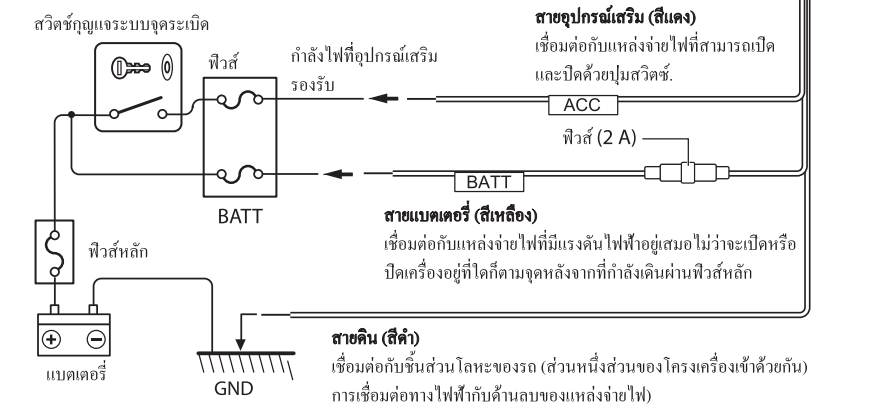 สายอุปกรณ์เสริม (สีแดง)
สวิตช์กุญแจระบบจุดระเบิด
เชื่อมต่อกับแหล่งจ่ายไฟที่สามารถเปิด
และปิดด้วยปุ่มสวิตช์.
ฟิวส์
กำลังไฟที่อุปกรณ์เสริม
รองรับ
ACC
ฟิวส์ (2 A)
BATT
BATT
สายแบตเตอรี่ (สีเหลือง)
เชื่อมต่อกับแหล่งจ่ายไฟที่มีแรงดันไฟฟ้าอยู่เสมอไม่ว่าจะเปิดหรือ
ปิดเครื่องอยู่ที่ใดก็ตามจุดหลังจากที่กำลังเดินผ่านฟิวส์หลัก
ฟิวส์หลัก
+ −
แบตเตอรี่
สายดิน (สีดำ)
เชื่อมต่อกับชิ้นส่วนโลหะของรถ (ส่วนหนึ่งส่วนของโครงเครื่องเข้าด้วยกัน)
การเชื่อมต่อทางไฟฟ้ากับด้านลบของแหล่งจ่ายไฟ)
GND